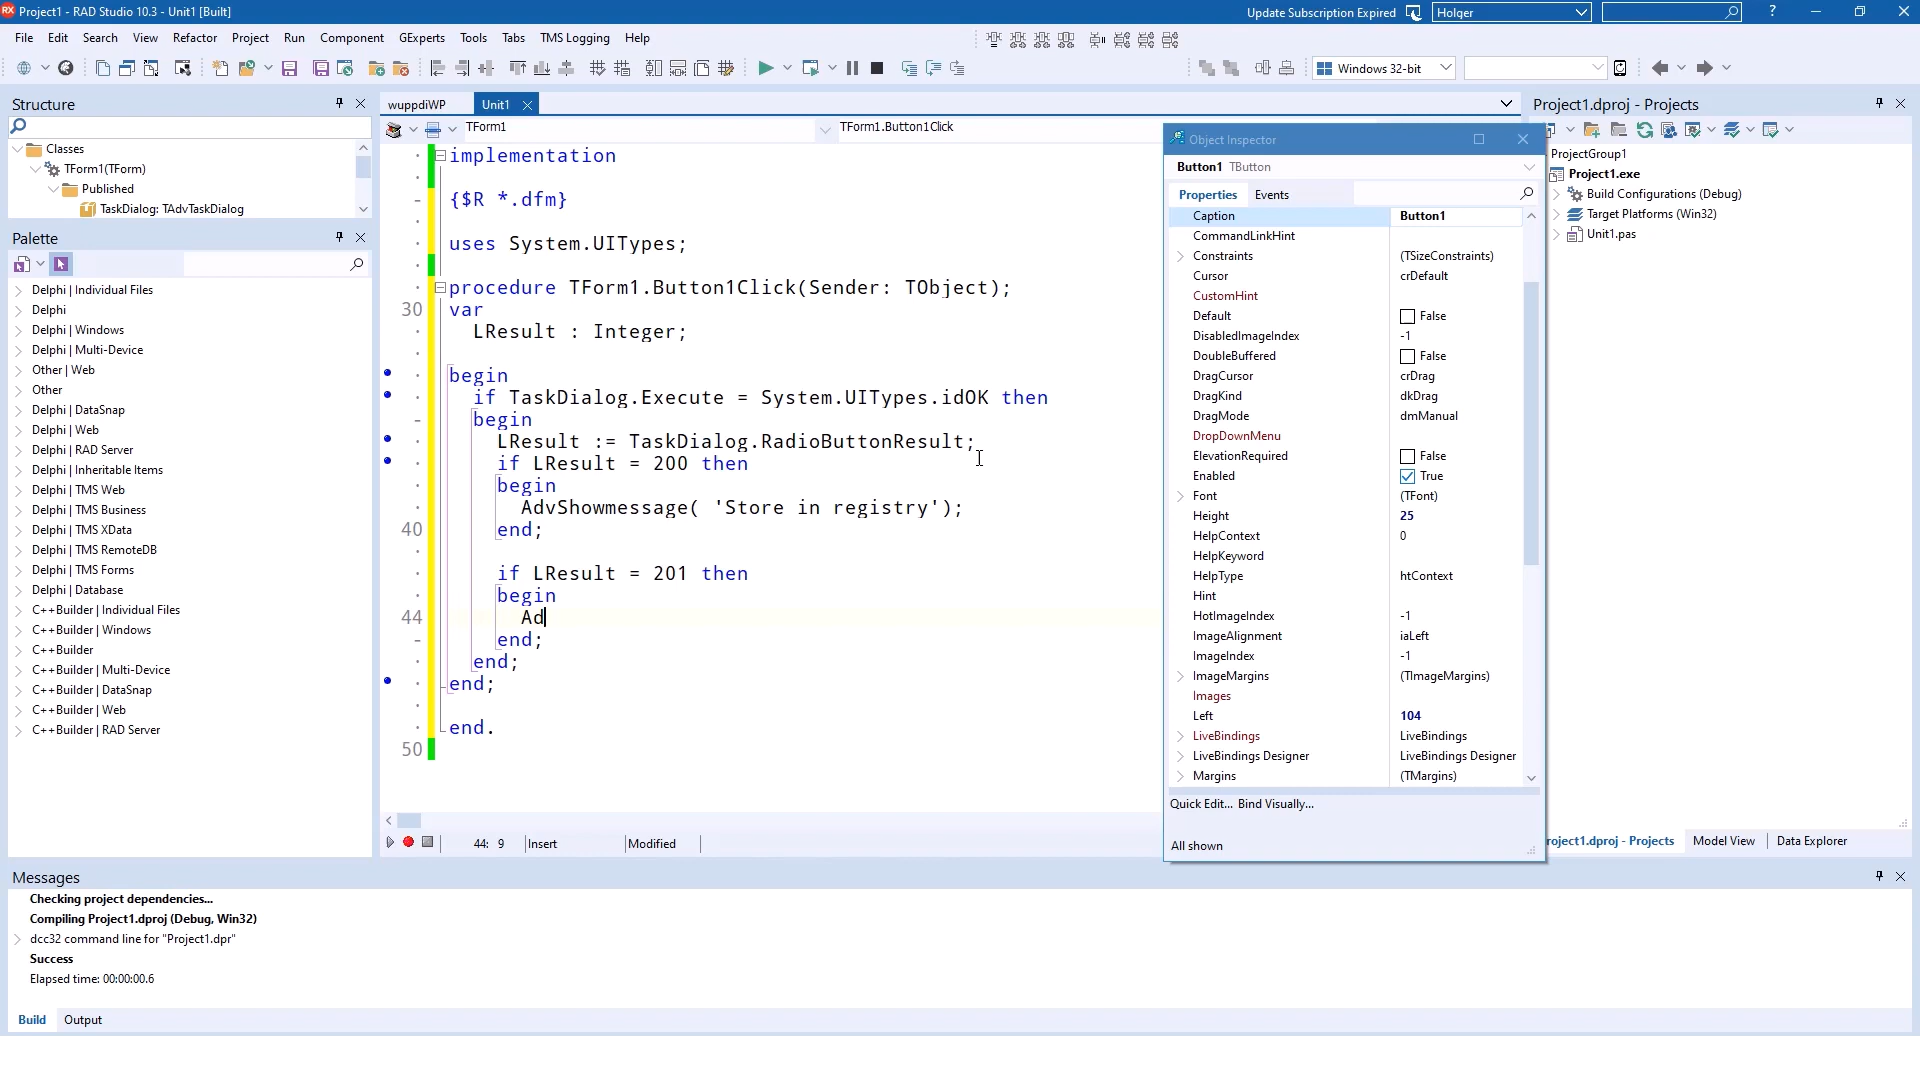 RX Project1 - RAD Studio 10.3 - Unit1 [Built]
Update Subscription Expired
Holger
?
File Edit Search View Refactor Project Run Component GExperts Tools Tabs TMS Logging Help
Windows 32-bit
Structure
Classes
TForm1(TForm)
Published
TaskDialog: TAdvTaskDialog
Palette
Delphi | Individual Files
Delphi
Delphi | Windows
Delphi | Multi-Device
Other | Web
Other
Delphi | DataSnap
Delphi | Web
Delphi | RAD Server
Delphi | Inheritable Items
Delphi | TMS Web
Delphi | TMS Business
Delphi | TMS XData
Delphi | TMS RemoteDB
Delphi | TMS Forms
Delphi | Database
C++Builder | Individual Files
C++Builder | Windows
C++Builder
C++Builder | Multi-Device
C++Builder | DataSnap
C++Builder | Web
C++Builder | RAD Server
wuppdiWP Unit1
TForm1 TForm1.Button1Click
implementation
{$R *.dfm}
uses System.UITypes;
procedure TForm1.Button1Click(Sender: TObject);
30 var
LResult : Integer;
begin
if TaskDialog.Execute = System.UITypes.idOK then
begin
LResult := TaskDialog.RadioButtonResult;
if LResult = 200 then
begin
AdvShowmessage( 'Store in registry');
40 end;
if LResult = 201 then
begin
44 Ad
end;
end;
end;
end.
50
44: 9 Insert Modified
Object Inspector
Button1 TButton
Properties Events
Caption Button1
CommandLinkHint
Constraints (TSizeConstraints)
Cursor crDefault
CustomHint
Default False
DisabledImageIndex -1
DoubleBuffered False
DragCursor crDrag
DragKind dkDrag
DragMode dmManual
DropDownMenu
ElevationRequired False
Enabled True
Font (TFont)
Height 25
HelpContext 0
HelpKeyword
HelpType htContext
Hint
HotImageIndex -1
ImageAlignment iaLeft
ImageIndex -1
ImageMargins (TImageMargins)
Images
Left 104
LiveBindings LiveBindings
LiveBindings Designer LiveBindings Designer
Margins (TMargins)
Quick Edit... Bind Visually...
All shown
Project1.dproj - Projects
ProjectGroup1
Project1.exe
Build Configurations (Debug)
Target Platforms (Win32)
Unit1.pas
roject1.dproj - Projects Model View Data Explorer
Messages
Checking project dependencies...
Compiling Project1.dproj (Debug, Win32)
dcc32 command line for "Project1.dpr"
Success
Elapsed time: 00:00:00.6
Build Output